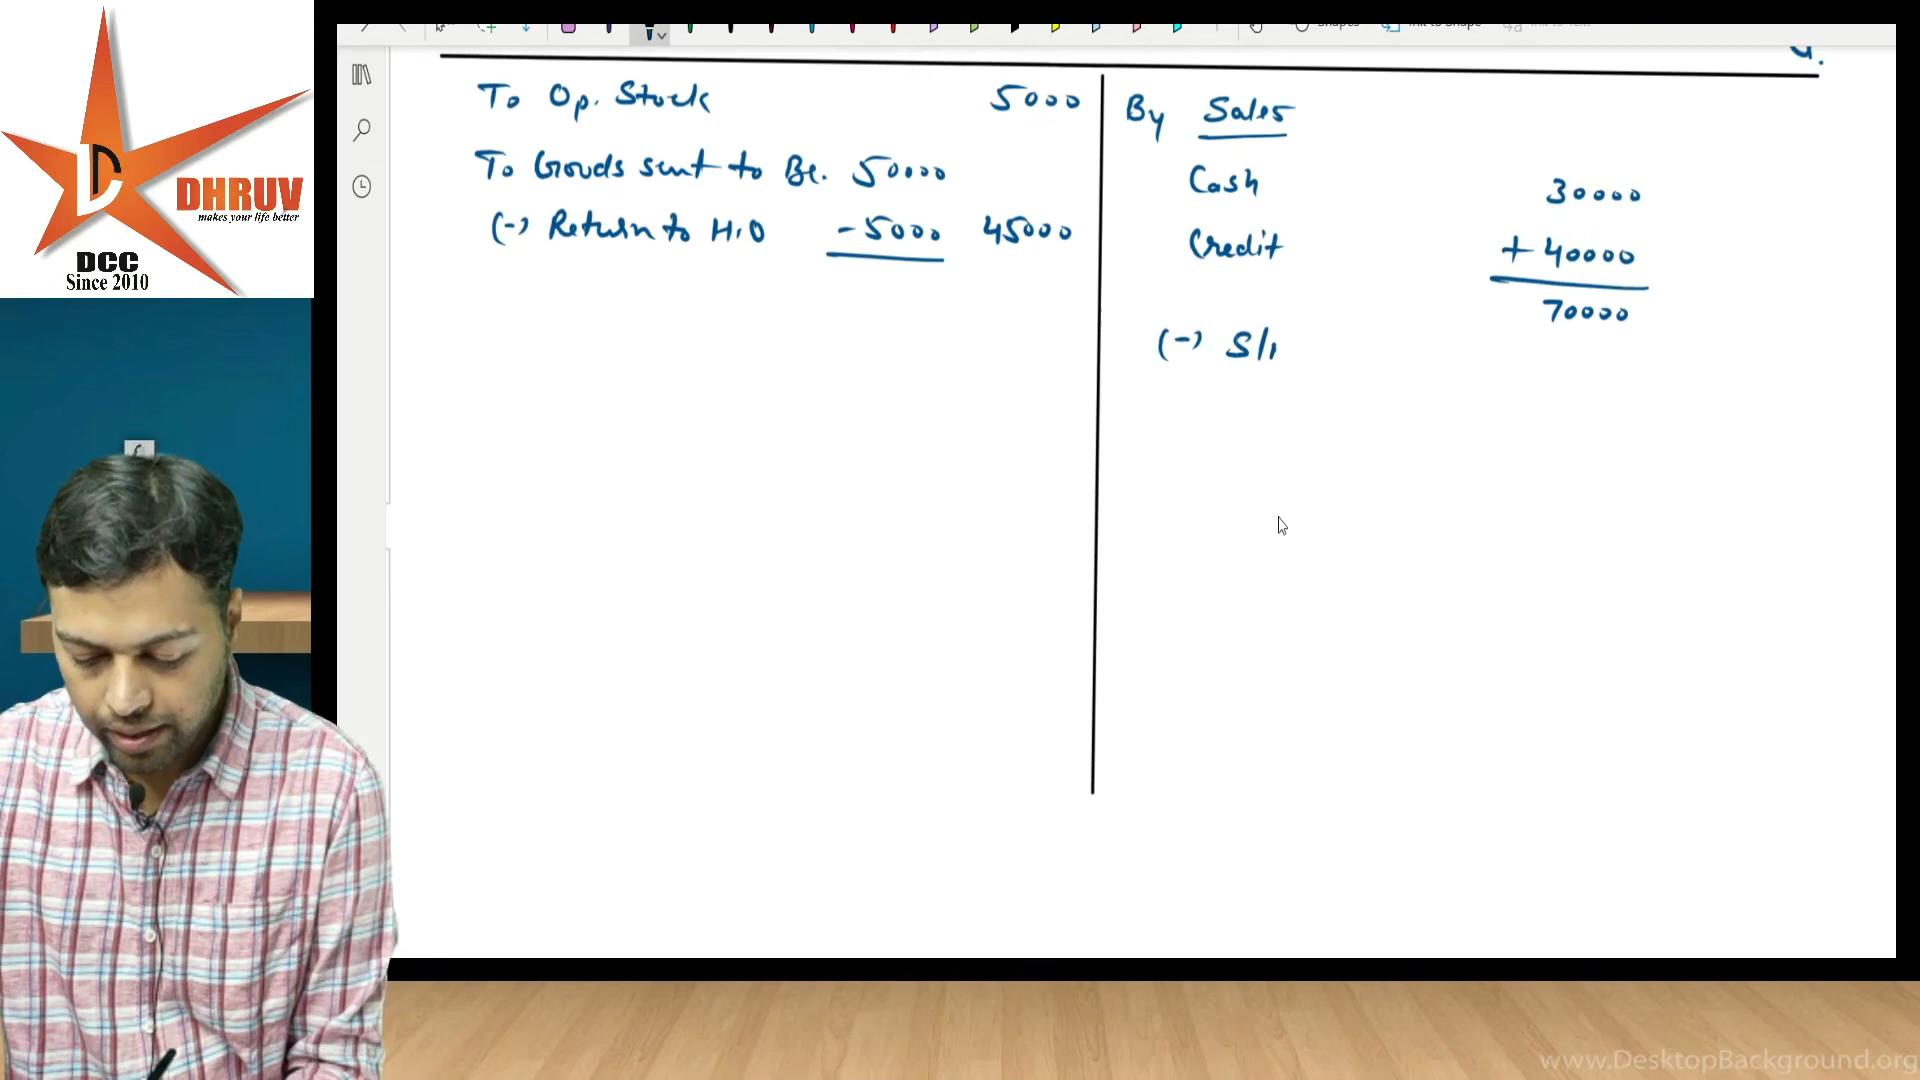 DHRUV
makes your life better
DCC
Since 2010
To Op. Stock 5000
To Goods sent to Br. 50000
(-) Return to H.O - 5000 45000
By Sales
Cash 30000
Credit + 40000
70000
(-) S/
www.DesktopBackground.org